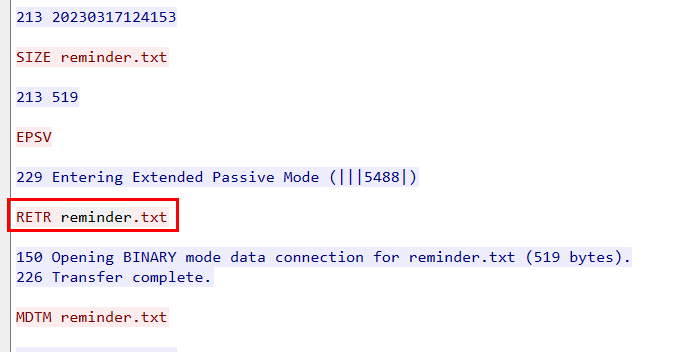 213 20230317124153
SIZE reminder.txt
213 519
EPSV
229 Entering Extended Passive Mode (|||5488|)
RETR reminder.txt
150 Opening BINARY mode data connection for reminder.txt (519 bytes).
226 Transfer complete.
MDTM reminder.txt